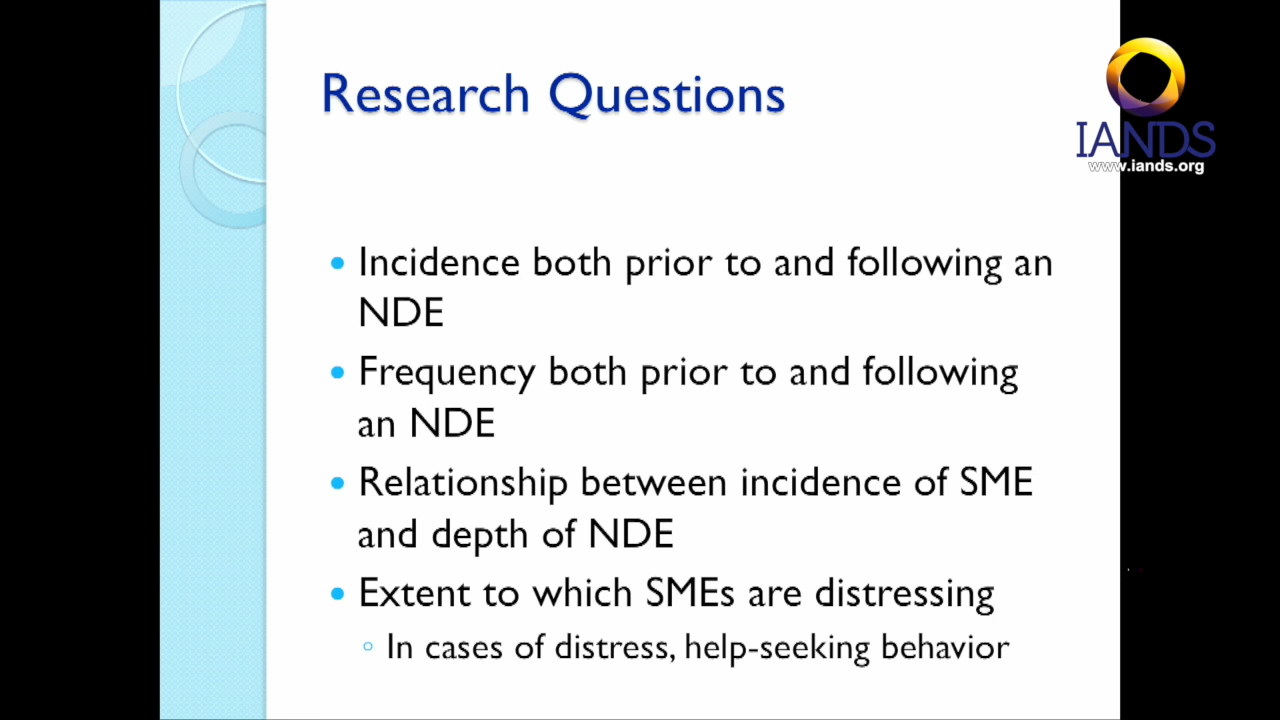 Research Questions
IANDS
www.iands.org
• Incidence both prior to and following an
NDE
• Frequency both prior to and following
an NDE
• Relationship between incidence of SME
and depth of NDE
• Extent to which SMEs are distressing
◦ In cases of distress, help-seeking behavior